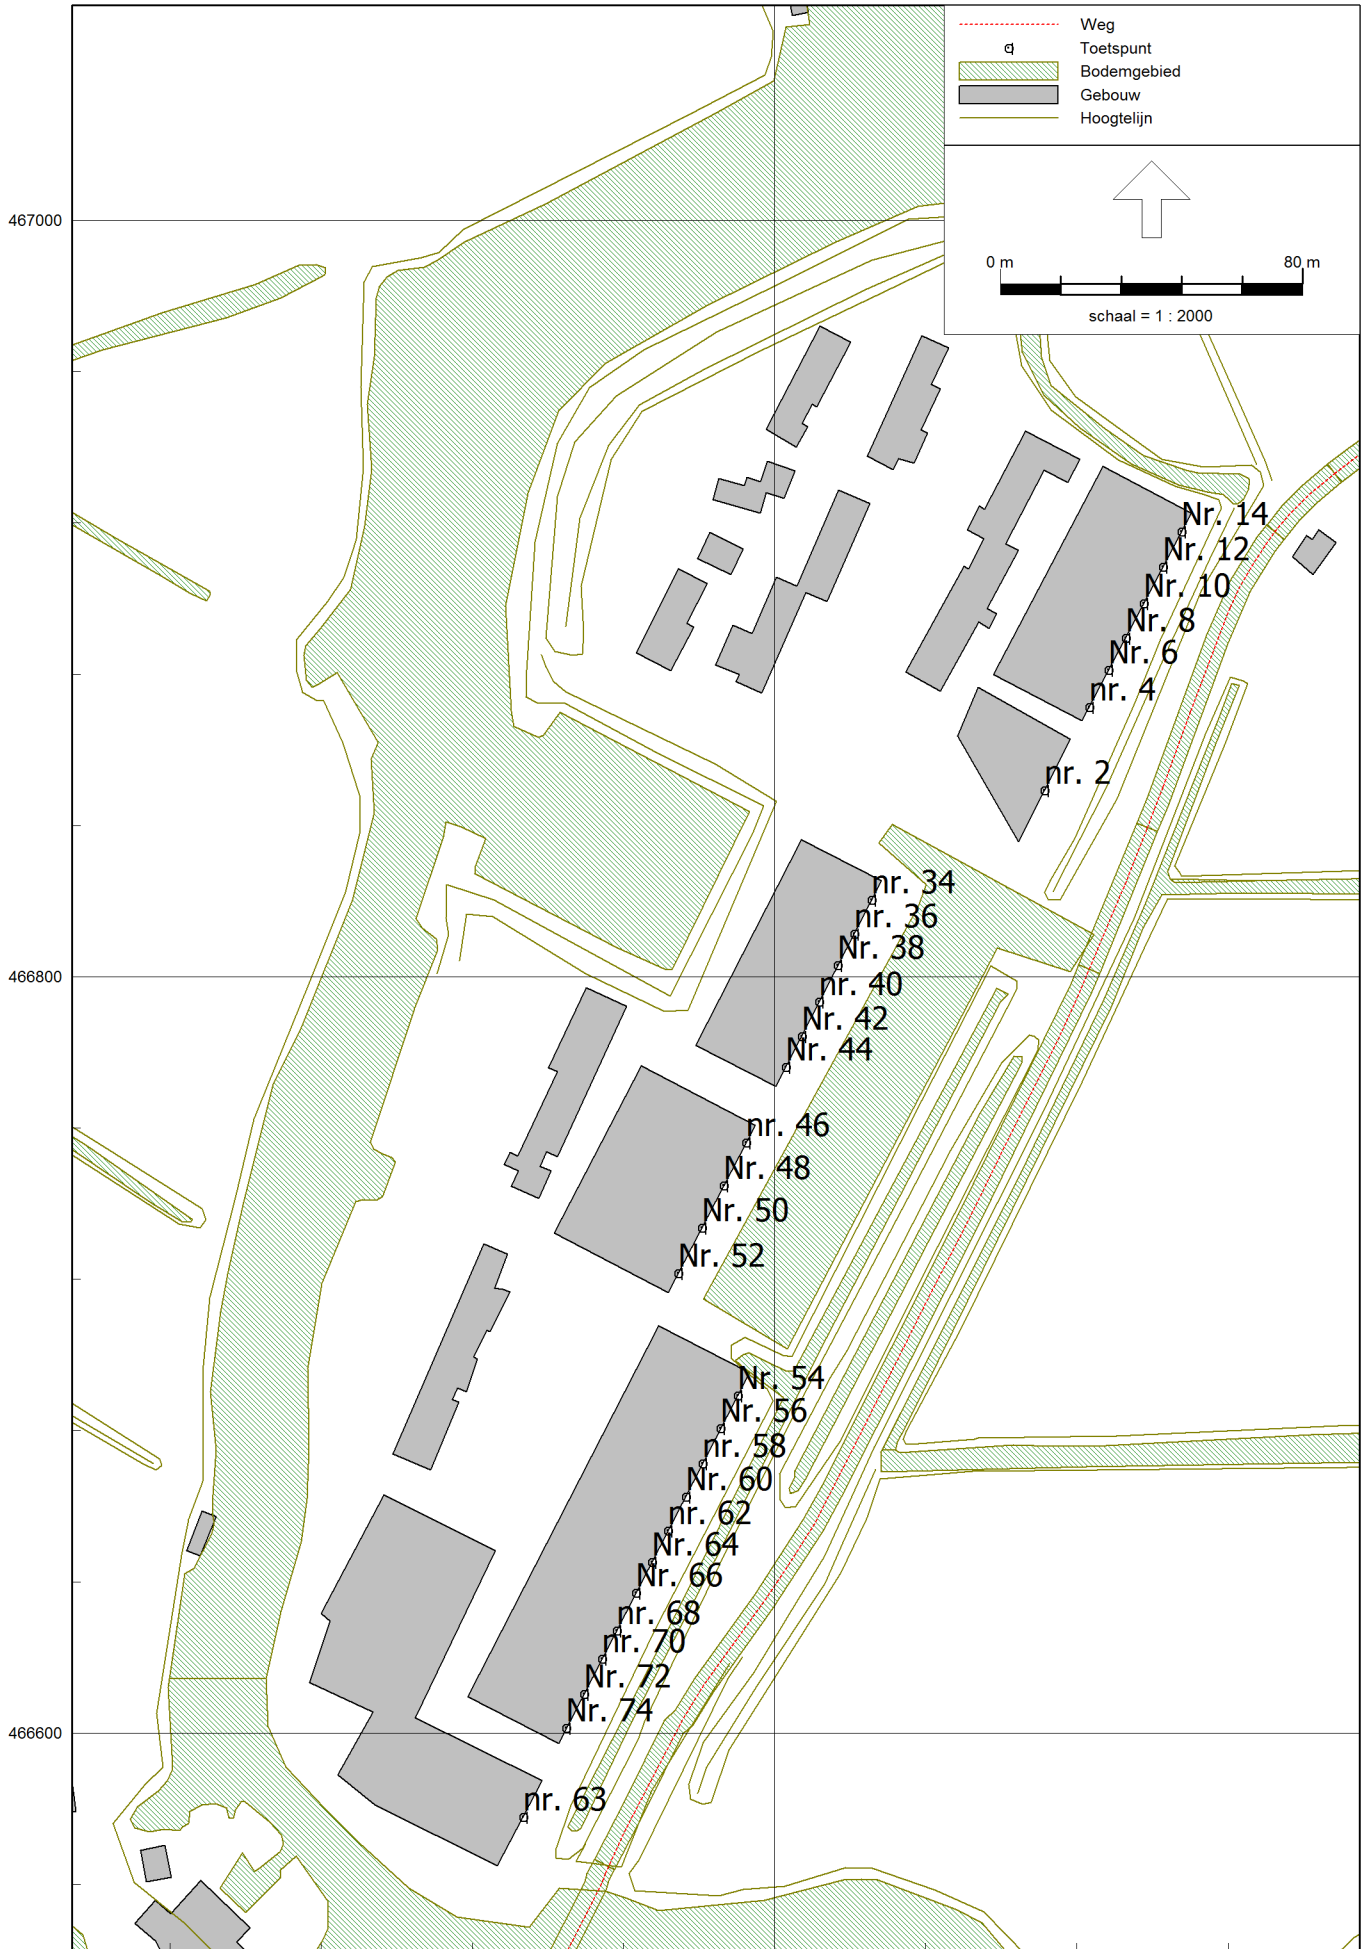 Weg
Toetspunt
Bodemgebied
Gebouw
Hoogtelijn
467000
0 m
80 m
schaal = 1 : 2000
Nr. 14
Nr. 12
Nr. 10
Nr. 8
Nr. 6
nr. 4
nr. 2
nr. 34
nr. 36
Nr. 38
466800
nr. 40
Nr. 42
Nr. 44
nr. 46
Nr. 48
Nr. 50
Nr. 52
Nr. 54
Nr. 56
nr. 58
Nr. 60
nr. 62
Nr. 64
Nr. 66
nr. 68
nr. 70
Nr. 72
Nr. 74
466600
nr. 63